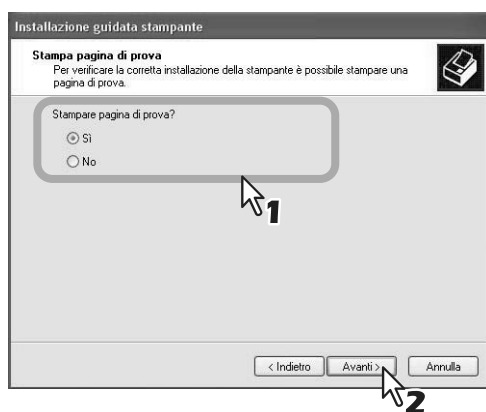 Installazione guidata stampante
Stampa pagina di prova
Per verificare la corretta installazione della stampante è possibile stampare una
pagina di prova.
Stampare pagina di prova?
Sì
No
1
< Indietro Avanti > Annulla
2